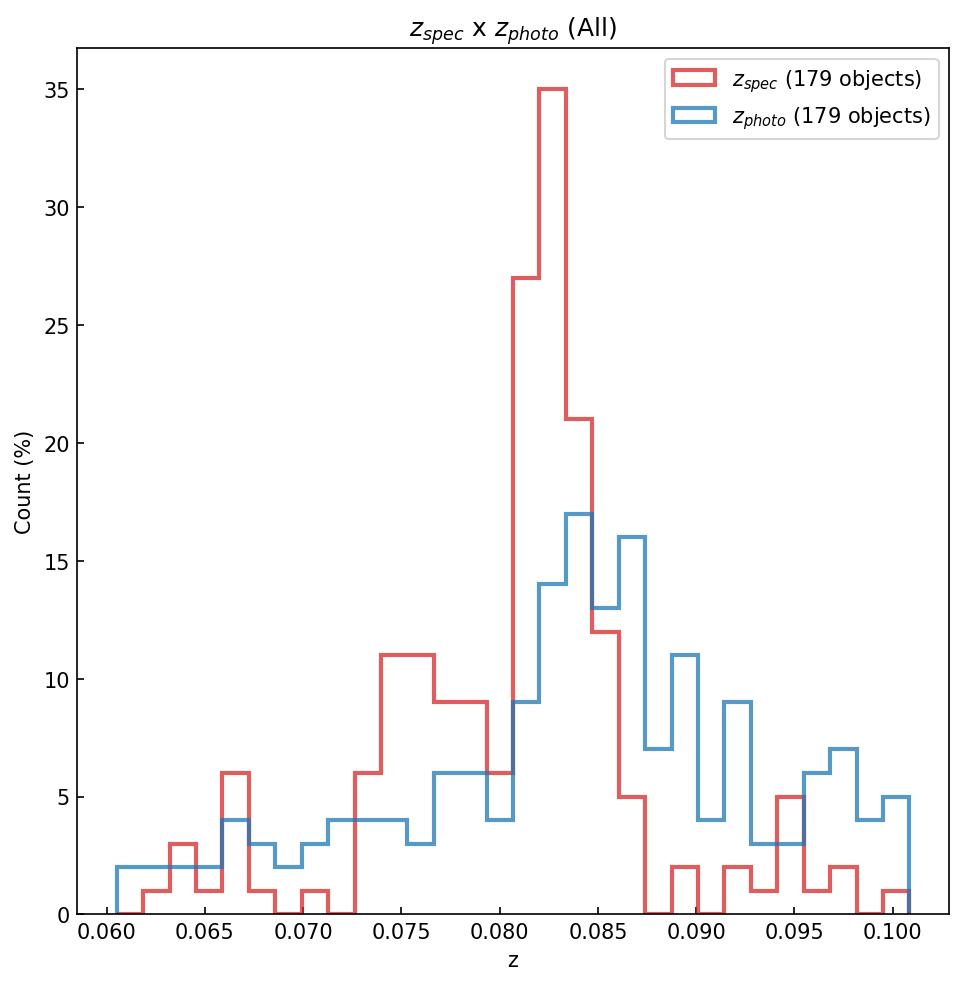 z_spec x z_photo (All)
z_spec (179 objects)
z_photo (179 objects)
Count (%)
35
30
25
20
15
10
5
0
0.060 0.065 0.070 0.075 0.080 0.085 0.090 0.095 0.100
z